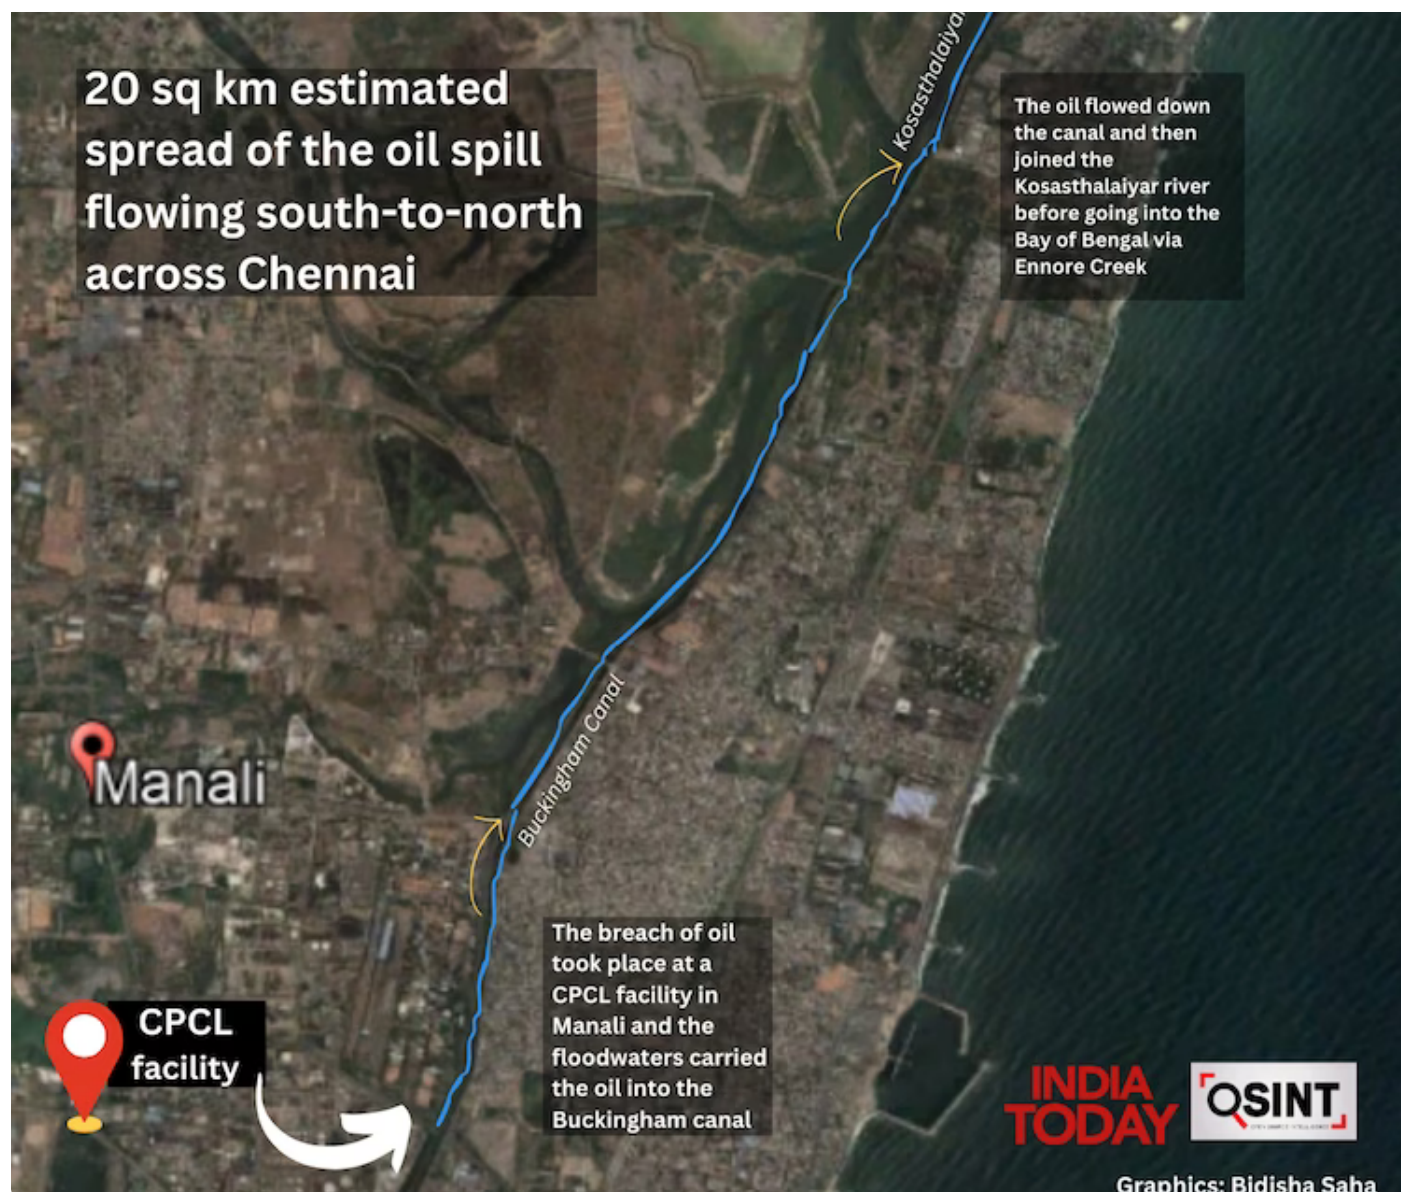 20 sq km estimated
spread of the oil spill
flowing south-to-north
across Chennai
Kosasthalaiyar
The oil flowed down
the canal and then
joined the
Kosasthalaiyar river
before going into the
Bay of Bengal via
Ennore Creek
Buckingham Canal
Manali
CPCL
facility
The breach of oil
took place at a
CPCL facility in
Manali and the
floodwaters carried
the oil into the
Buckingham canal
INDIA
TODAY
OSINT
Graphics: Bidisha Saha